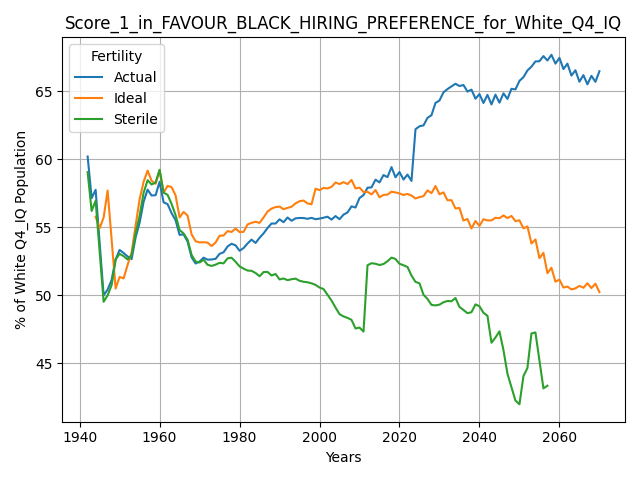 Score_1_in_FAVOUR_BLACK_HIRING_PREFERENCE_for_White_Q4_IQ
Fertility
Actual
Ideal
Sterile
% of White Q4_IQ Population
65
60
55
50
45
1940
1960
1980
2000
2020
2040
2060
Years